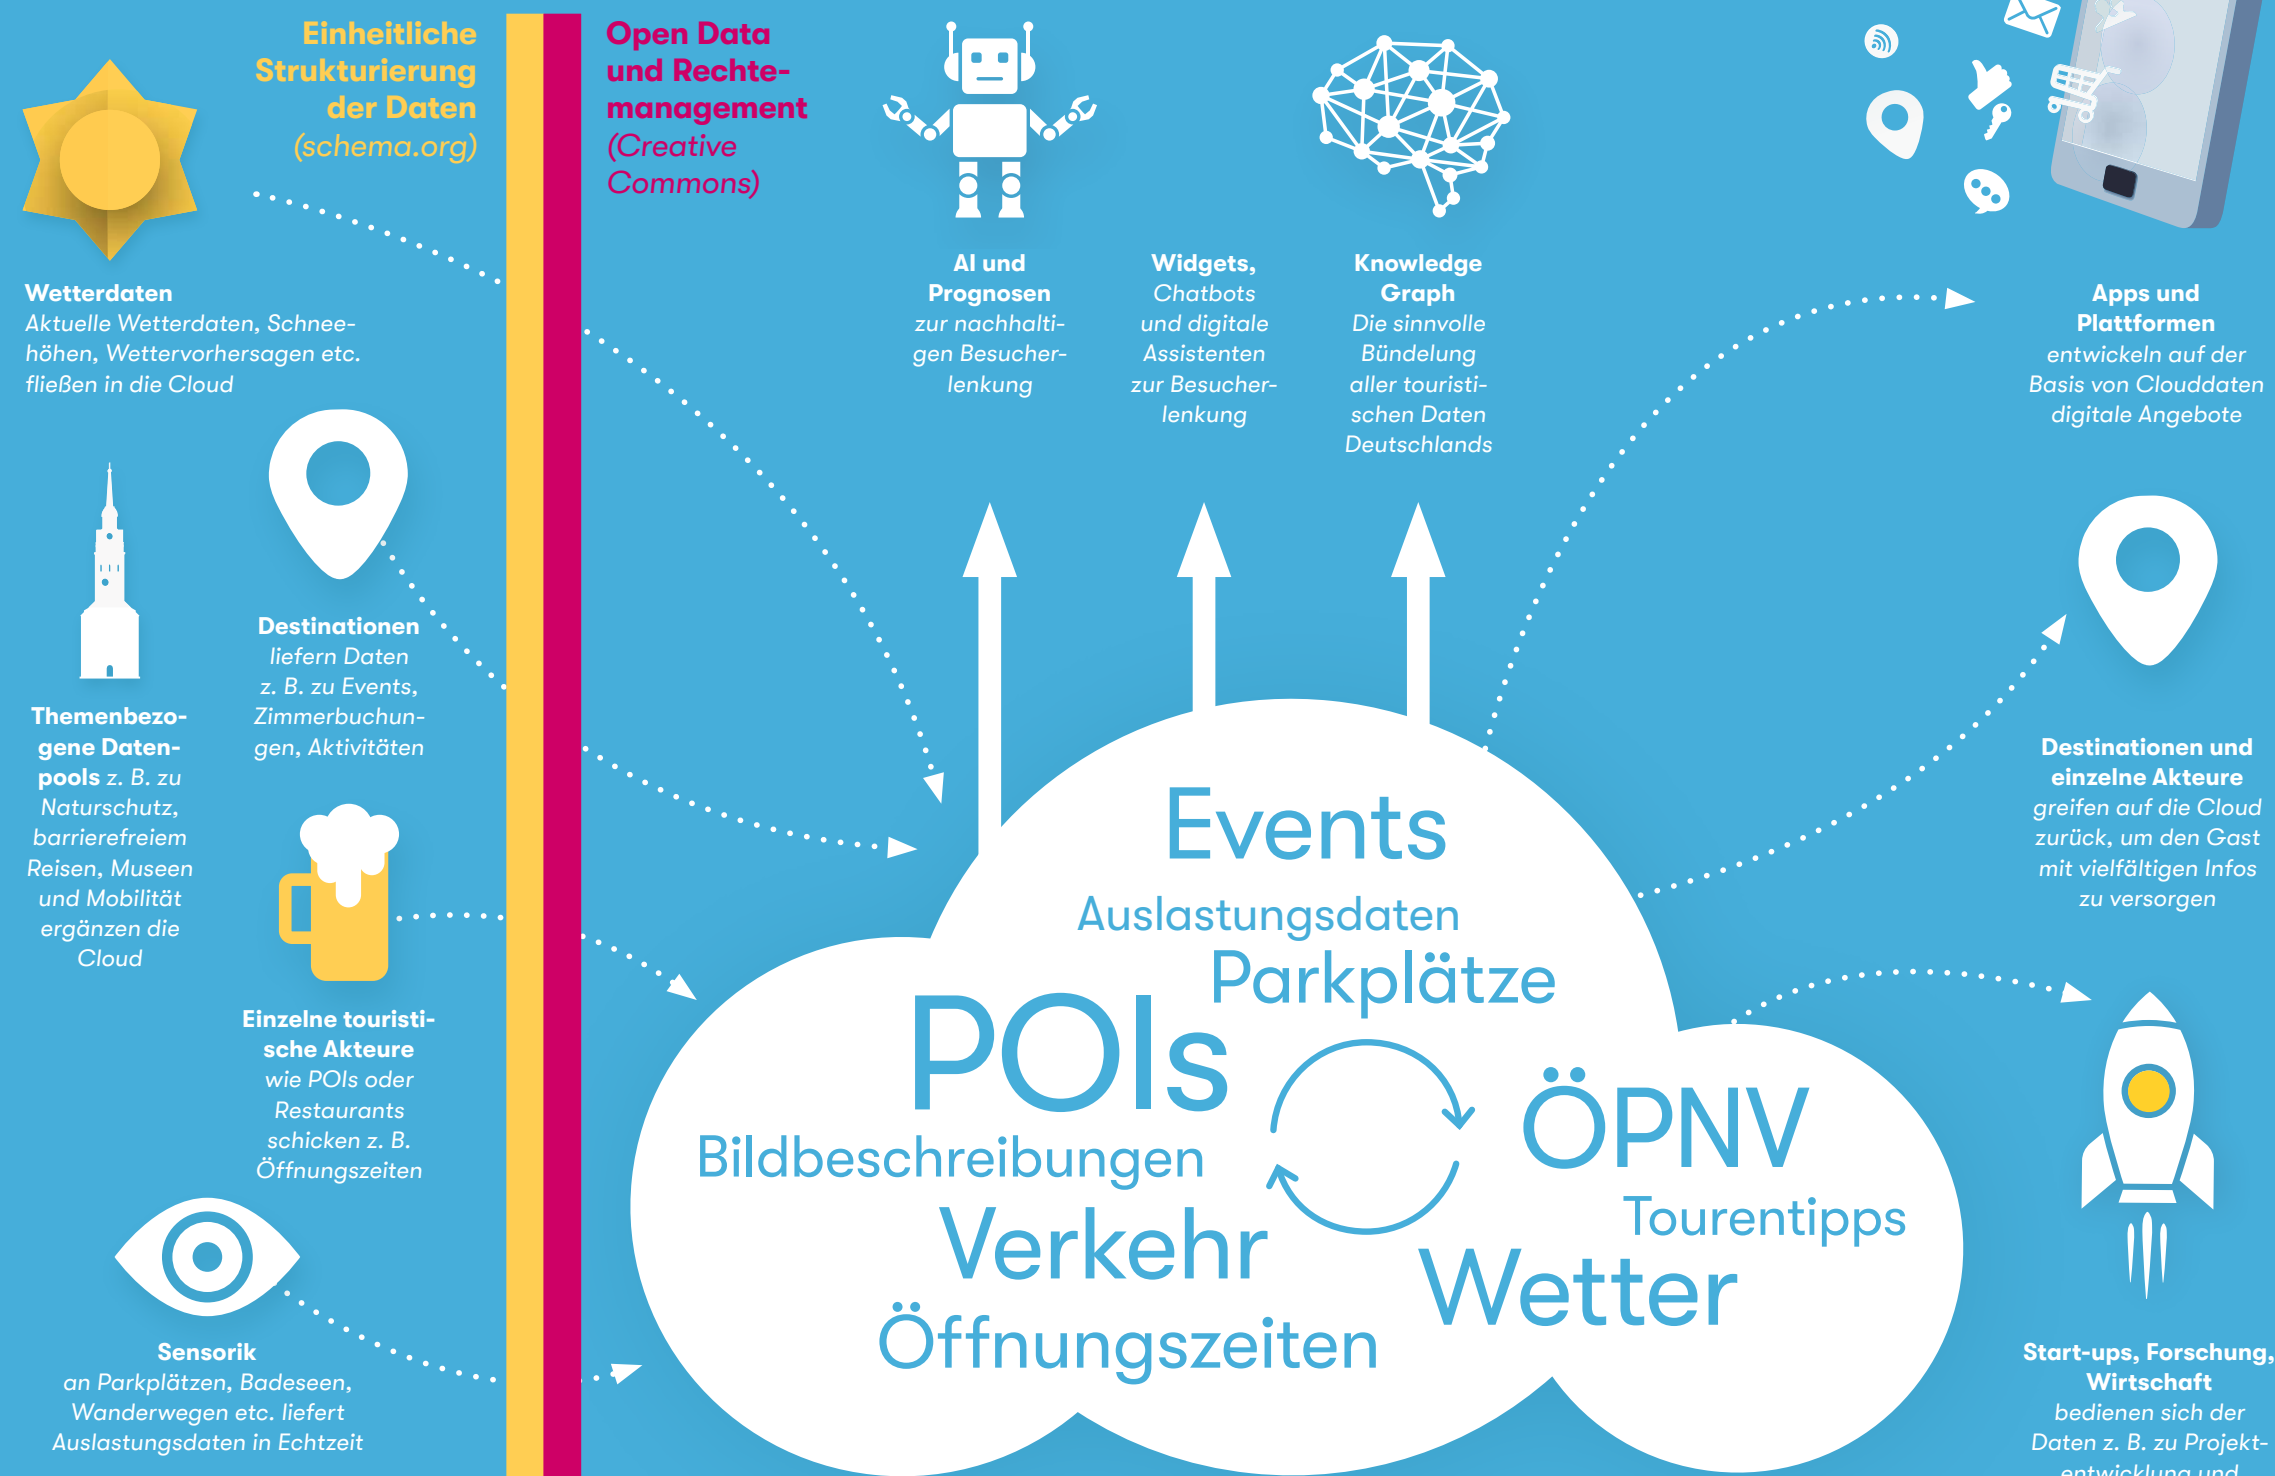 Einheitliche
Strukturierung
der Daten
(schema.org)
Open Data
und Rechte-
management
(Creative
Commons)
Wetterdaten
Aktuelle Wetterdaten, Schnee-
höhen, Wettervorhersagen etc.
fließen in die Cloud
Destinationen
liefern Daten
z. B. zu Events,
Zimmerbuchun-
gen, Aktivitäten
Themenbezo-
gene Daten-
pools z. B. zu
Naturschutz,
barrierefreiem
Reisen, Museen
und Mobilität
ergänzen die
Cloud
Einzelne touristi-
sche Akteure
wie POIs oder
Restaurants
schicken z. B.
Öffnungszeiten
Sensorik
an Parkplätzen, Badeseen,
Wanderwegen etc. liefert
Auslastungsdaten in Echtzeit
AI und
Prognosen
zur nachhalti-
gen Besucher-
lenkung
Widgets,
Chatbots
und digitale
Assistenten
zur Besucher-
lenkung
Knowledge
Graph
Die sinnvolle
Bündelung
aller touristi-
schen Daten
Deutschlands
Events
Auslastungsdaten
Parkplätze
POIs
ÖPNV
Bildbeschreibungen
Tourentipps
Verkehr
Wetter
Öffnungszeiten
Apps und
Plattformen
entwickeln auf der
Basis von Clouddaten
digitale Angebote
Destinationen und
einzelne Akteure
greifen auf die Cloud
zurück, um den Gast
mit vielfältigen Infos
zu versorgen
Start-ups, Forschung,
Wirtschaft
bedienen sich der
Daten z. B. zu Projekt-
entwicklung und